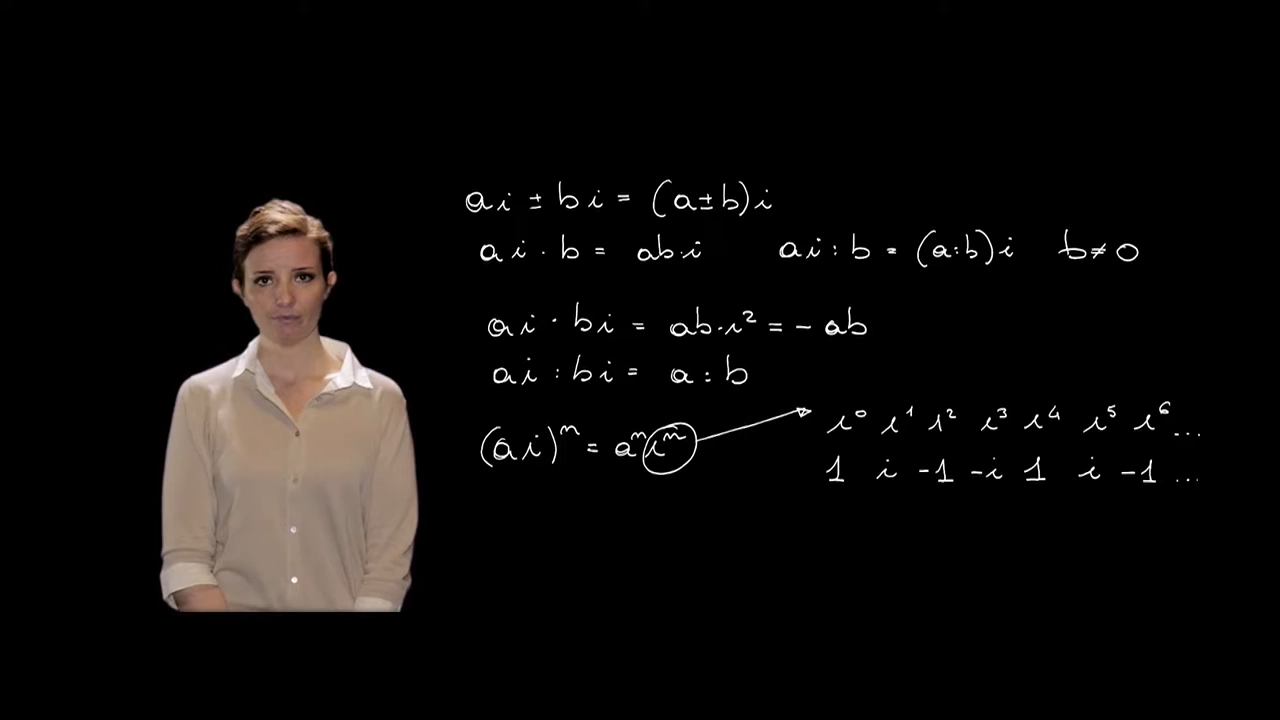 ai ± bi = (a±b)i
ai · b = ab·i ai : b = (a:b)i b≠0
ai · bi = ab·i² = - ab
ai : bi = a : b
(ai)ⁿ = aⁿiⁿ
i⁰ i¹ i² i³ i⁴ i⁵ i⁶ ...
1 i -1 -i 1 i -1 ...